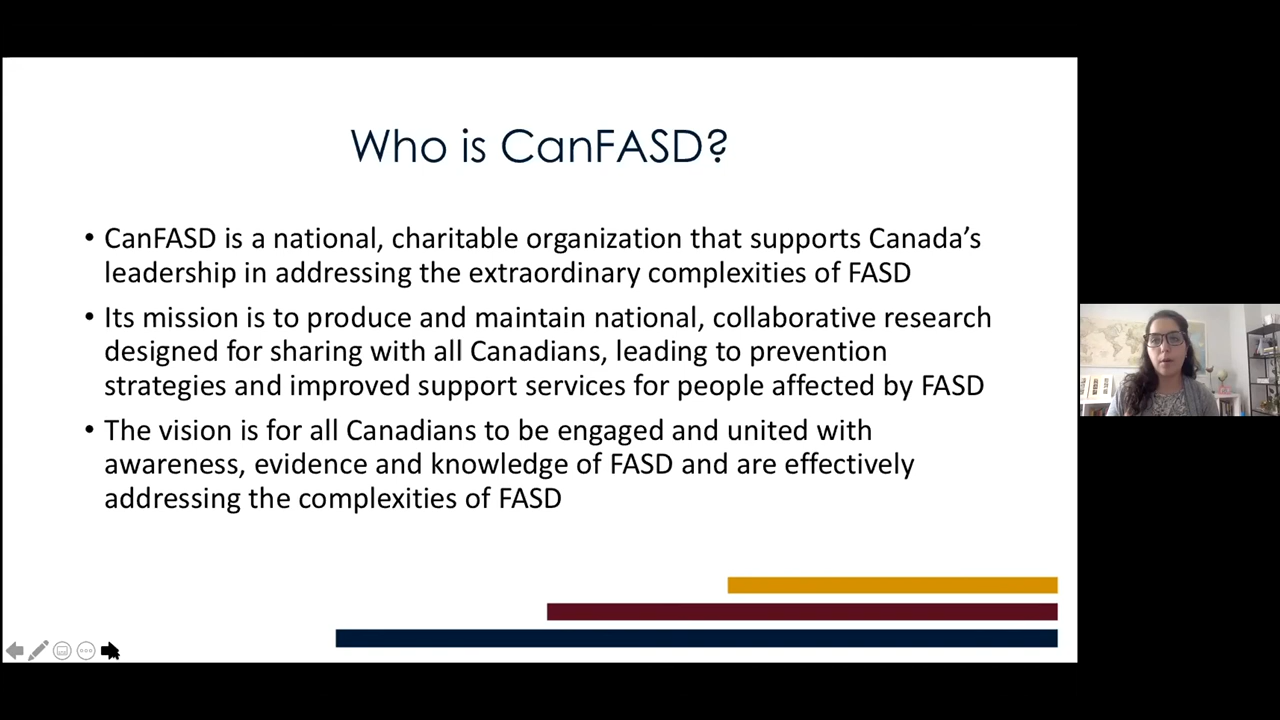 Who is CanFASD?
• CanFASD is a national, charitable organization that supports Canada’s
leadership in addressing the extraordinary complexities of FASD
• Its mission is to produce and maintain national, collaborative research
designed for sharing with all Canadians, leading to prevention
strategies and improved support services for people affected by FASD
• The vision is for all Canadians to be engaged and united with
awareness, evidence and knowledge of FASD and are effectively
addressing the complexities of FASD